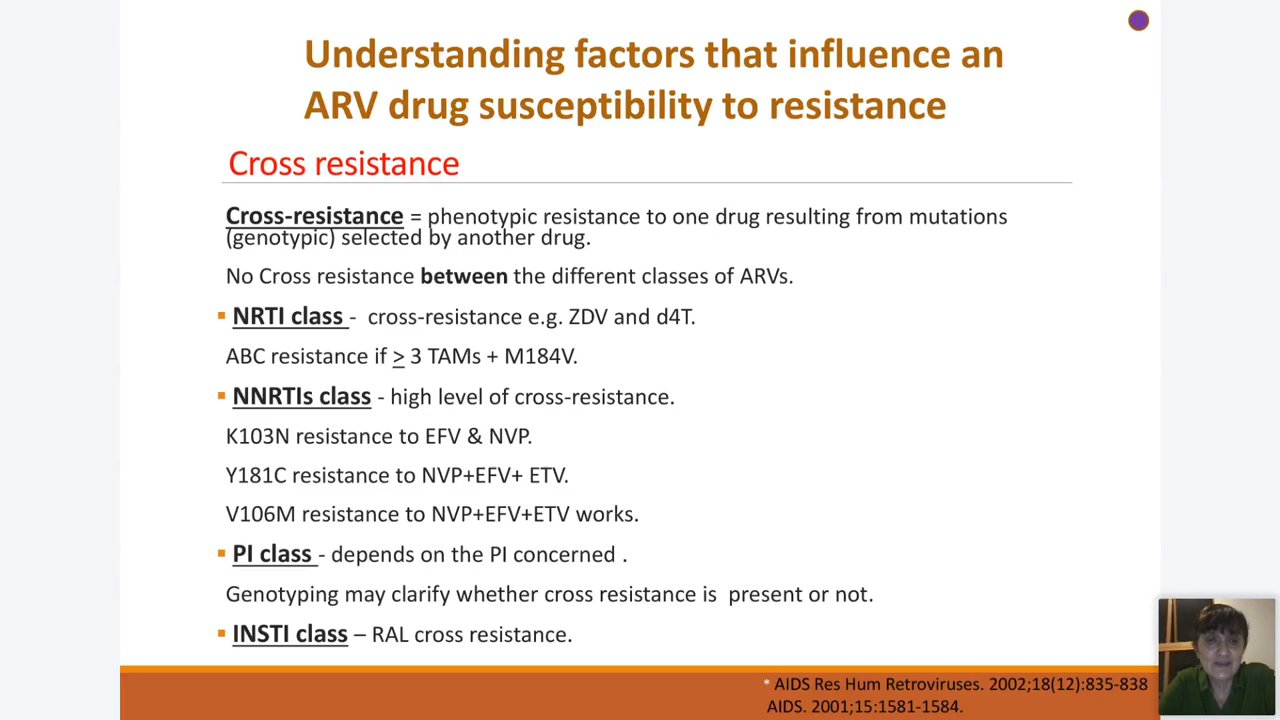 Understanding factors that influence an
ARV drug susceptibility to resistance
Cross resistance
Cross-resistance = phenotypic resistance to one drug resulting from mutations
(genotypic) selected by another drug.
No Cross resistance between the different classes of ARVs.
▪ NRTI class - cross-resistance e.g. ZDV and d4T.
ABC resistance if ≥ 3 TAMs + M184V.
▪ NNRTIs class - high level of cross-resistance.
K103N resistance to EFV & NVP.
Y181C resistance to NVP+EFV+ ETV.
V106M resistance to NVP+EFV+ETV works.
▪ PI class - depends on the PI concerned .
Genotyping may clarify whether cross resistance is present or not.
▪ INSTI class – RAL cross resistance.
* AIDS Res Hum Retroviruses. 2002;18(12):835-838
AIDS. 2001;15:1581-1584.